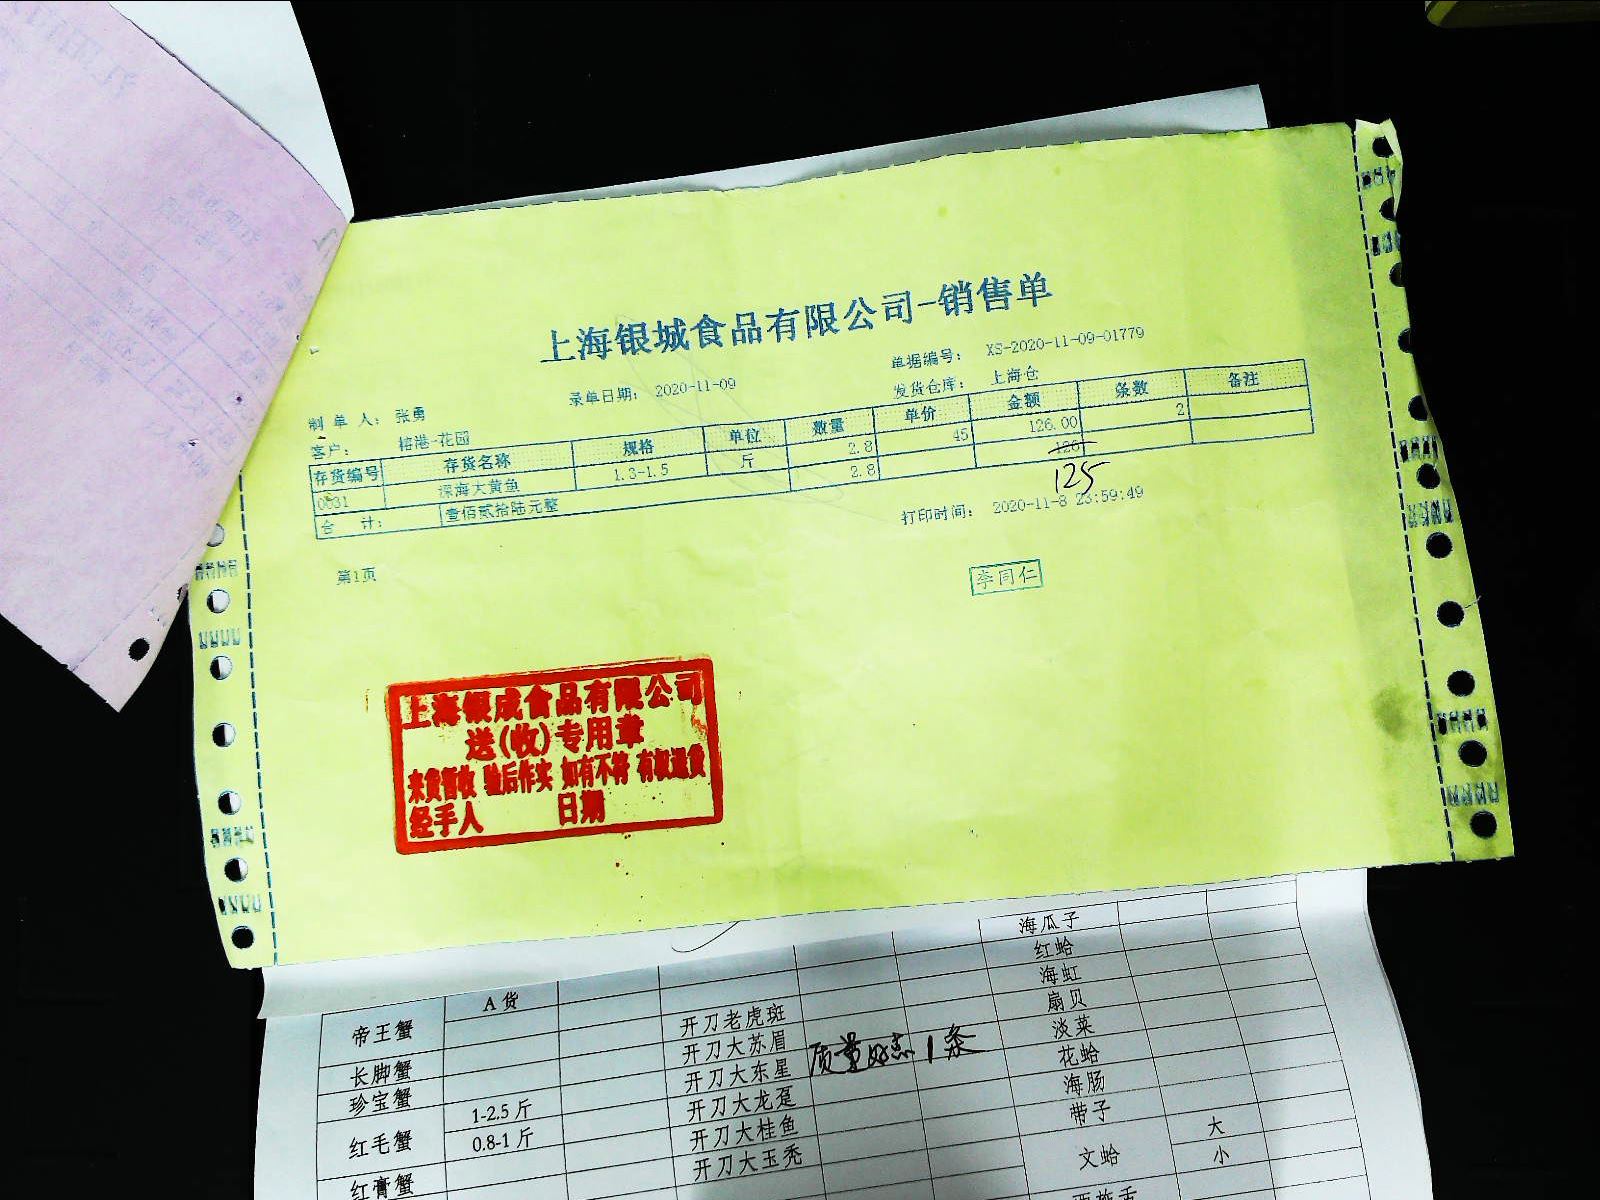 上海银城食品有限公司-销售单
单据编号: XS-2020-11-09-01779
录单日期: 2020-11-09
发货仓库: 上海仓
制 单 人: 张勇
客户: 榕港-花园
存货编号 存货名称 规格 单位 数量 单价 金额 条数 备注
0031 深海大黄鱼 1.3-1.5 斤 2.8 45 126.00 2
合 计: 壹佰贰拾陆元整 2.8 126
125
打印时间: 2020-11-8 23:59:49
第1页
李同仁
上海银成食品有限公司
送(收)专用章
来货暂收 验后作实 如有不符 有权退货
经手人 日期
海瓜子
红蛤
帝王蟹 A 货 海虹
开刀老虎斑 扇贝
长脚蟹 开刀大苏眉 淡菜
珍宝蟹 开刀大东星 质量好点 1条 花蛤
红毛蟹 1-2.5 斤 开刀大龙趸 海肠
0.8-1 斤 开刀大桂鱼 带子
红膏蟹 开刀大玉秃 文蛤 大
小